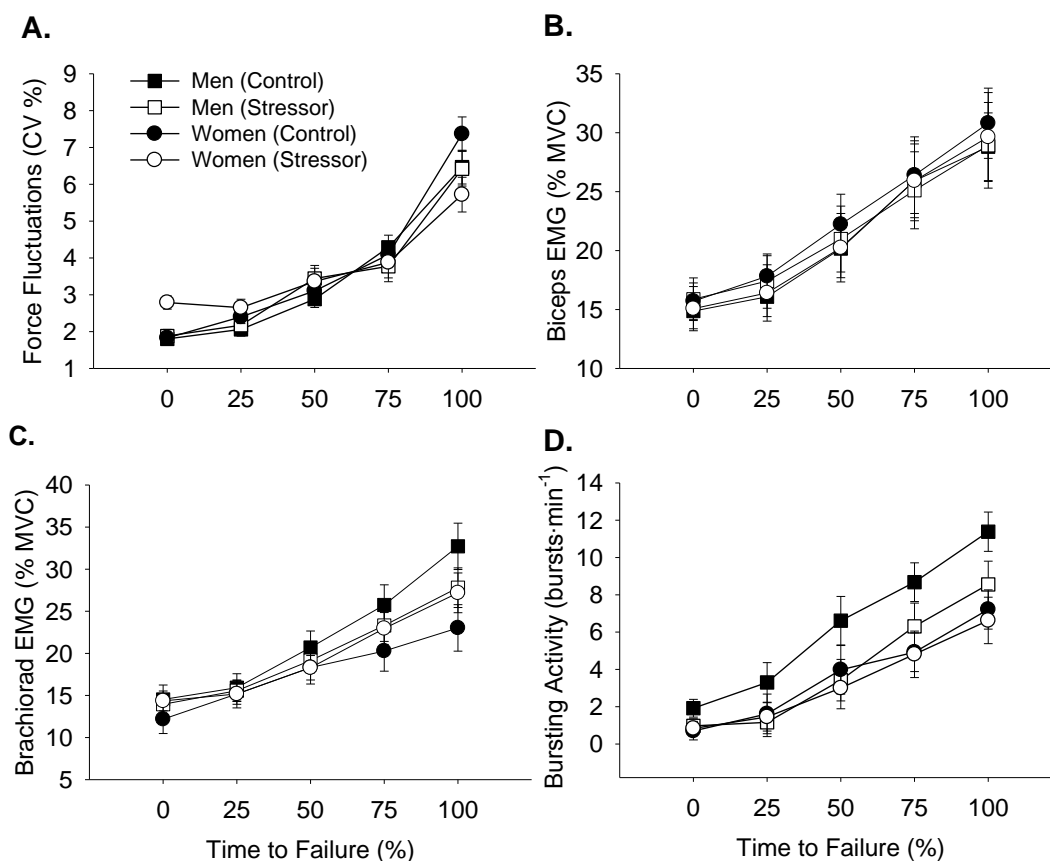 A.
Force Fluctuations (CV %)
9
8
7
6
5
4
3
2
1
Men (Control)
Men (Stressor)
Women (Control)
Women (Stressor)
0 25 50 75 100
B.
Biceps EMG (% MVC)
35
30
25
20
15
10
0 25 50 75 100
C.
Brachiorad EMG (% MVC)
40
35
30
25
20
15
10
5
0 25 50 75 100
Time to Failure (%)
D.
Bursting Activity (bursts·min⁻¹)
14
12
10
8
6
4
2
0
0 25 50 75 100
Time to Failure (%)